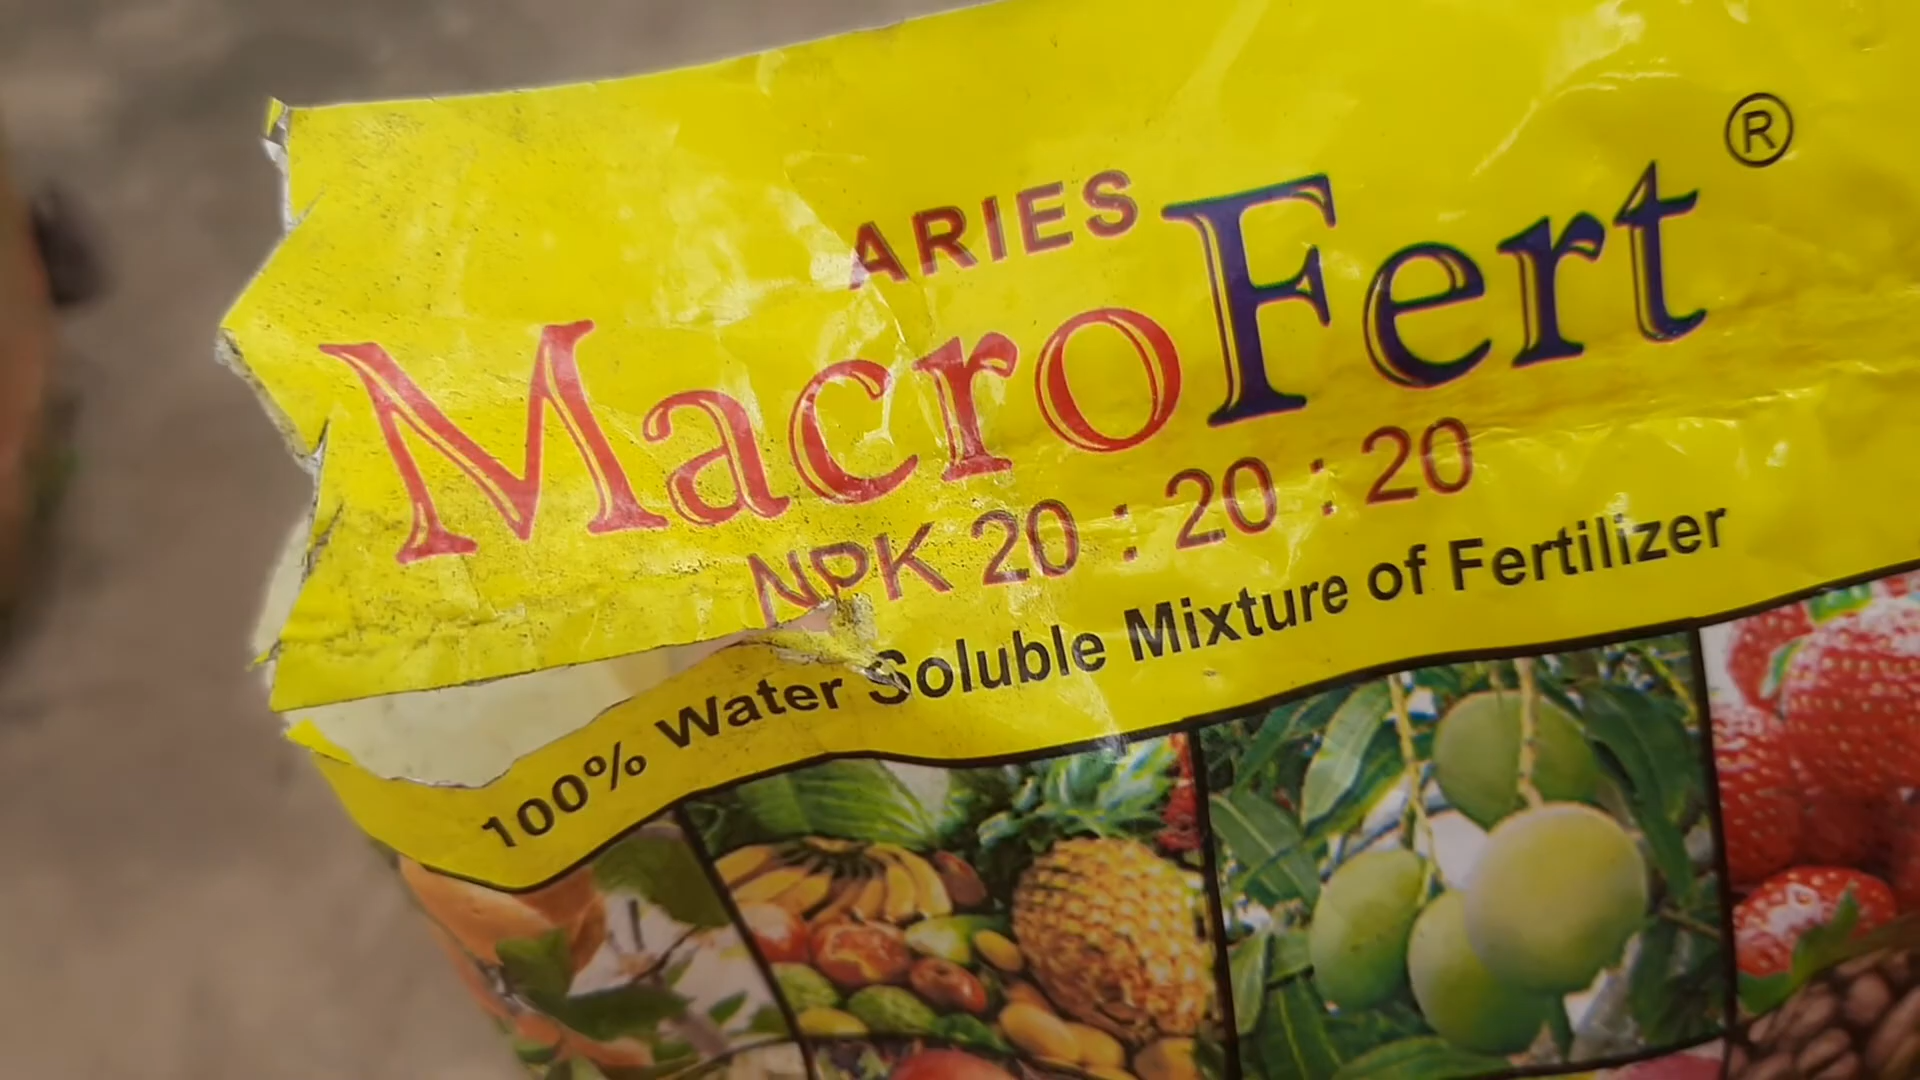 ARIES
MacroFert ®
NPK 20 : 20 : 20
100% Water Soluble Mixture of Fertilizer